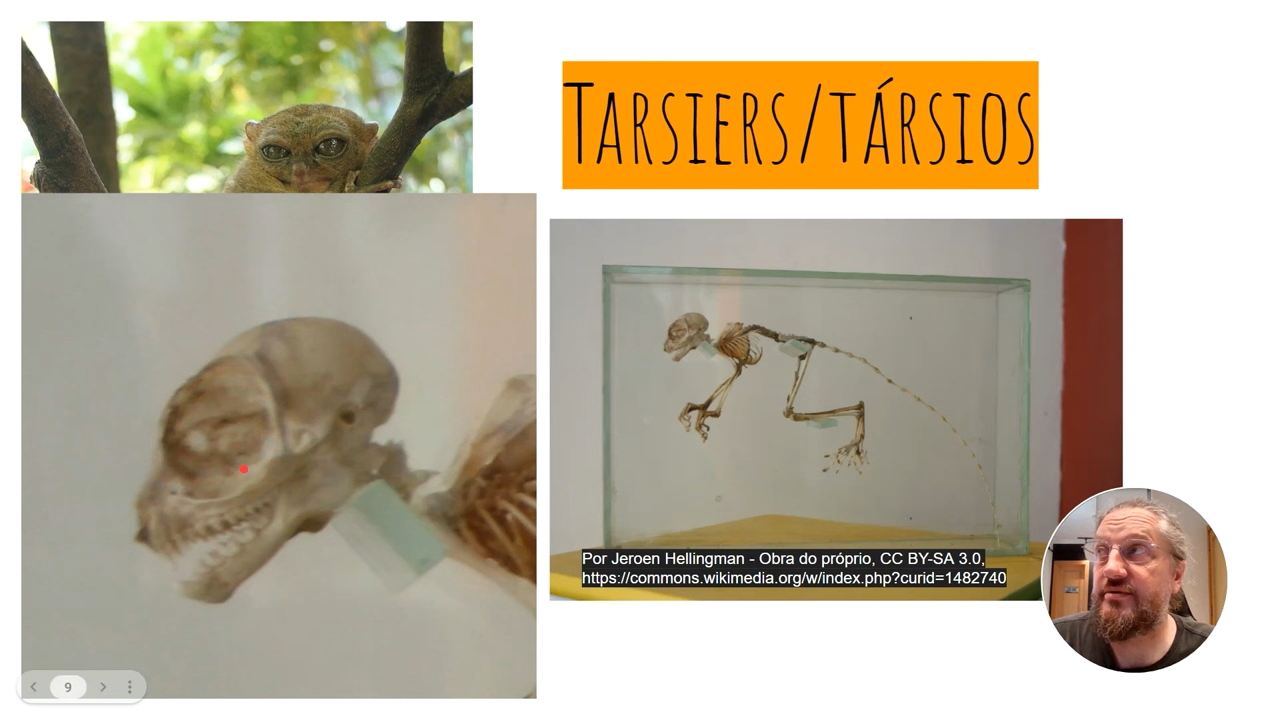 Tarsiers/társios
Por Jeroen Hellingman - Obra do próprio, CC BY-SA 3.0,
https://commons.wikimedia.org/w/index.php?curid=1482740
9